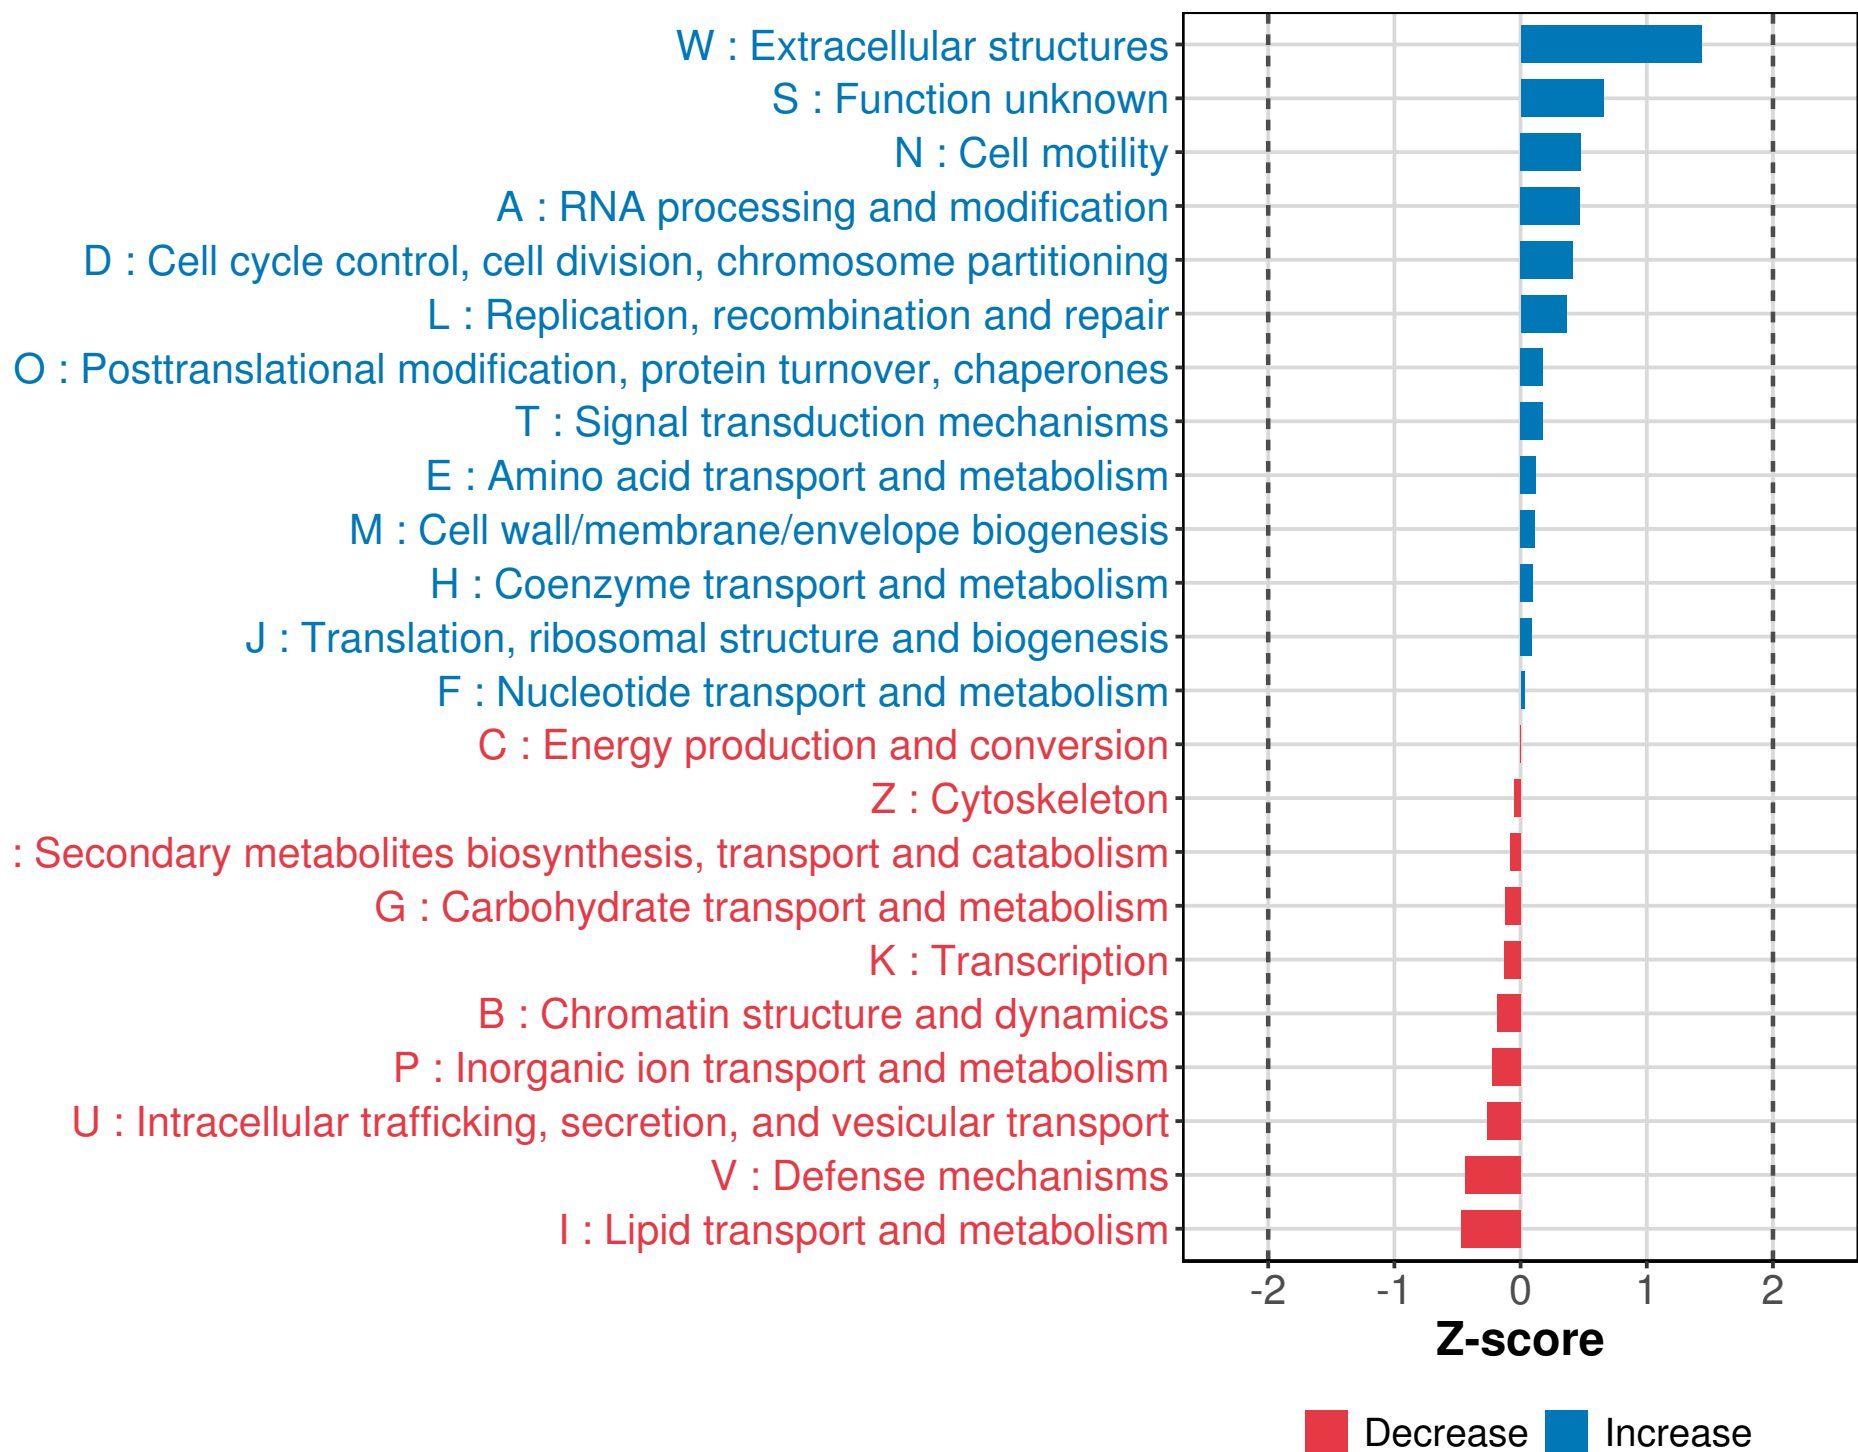 W : Extracellular structures
S : Function unknown
N : Cell motility
A : RNA processing and modification
D : Cell cycle control, cell division, chromosome partitioning
L : Replication, recombination and repair
O : Posttranslational modification, protein turnover, chaperones
T : Signal transduction mechanisms
E : Amino acid transport and metabolism
M : Cell wall/membrane/envelope biogenesis
H : Coenzyme transport and metabolism
J : Translation, ribosomal structure and biogenesis
F : Nucleotide transport and metabolism
C : Energy production and conversion
Z : Cytoskeleton
: Secondary metabolites biosynthesis, transport and catabolism
G : Carbohydrate transport and metabolism
K : Transcription
B : Chromatin structure and dynamics
P : Inorganic ion transport and metabolism
U : Intracellular trafficking, secretion, and vesicular transport
V : Defense mechanisms
I : Lipid transport and metabolism
-2 -1 0 1 2
Z-score
Decrease Increase